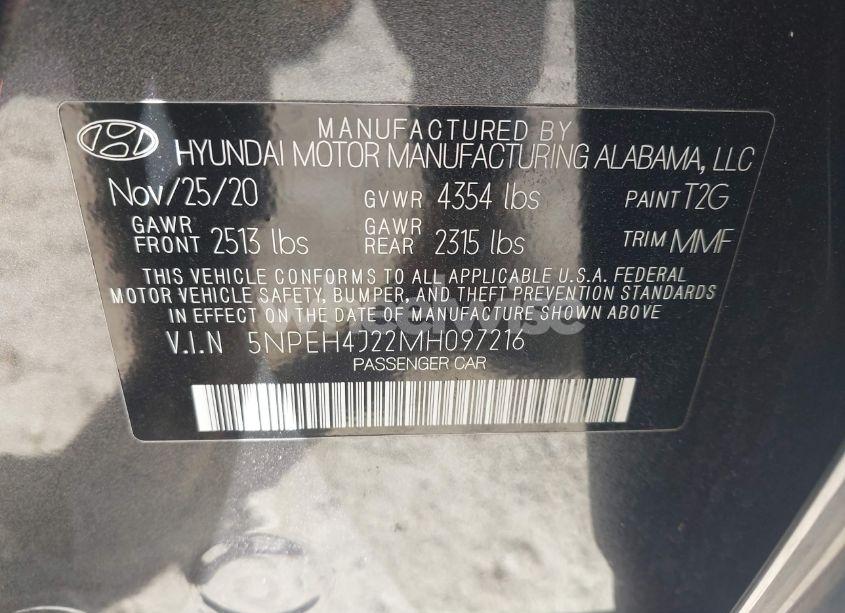 MANUFACTURED BY
HYUNDAI MOTOR MANUFACTURING ALABAMA, LLC
Nov/25/20 GVWR 4354 lbs PAINT T2G
GAWR FRONT 2513 lbs GAWR REAR 2315 lbs TRIM MMF
THIS VEHICLE CONFORMS TO ALL APPLICABLE U.S.A. FEDERAL
MOTOR VEHICLE SAFETY, BUMPER, AND THEFT PREVENTION STANDARDS
IN EFFECT ON THE DATE OF MANUFACTURE SHOWN ABOVE
V.I.N 5NPEH4J22MH097216
PASSENGER CAR